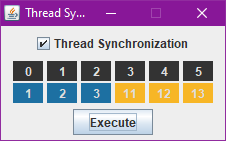 Thread Sy...
Thread Synchronization
0 1 2 3 4 5
1 2 3 11 12 13
Execute